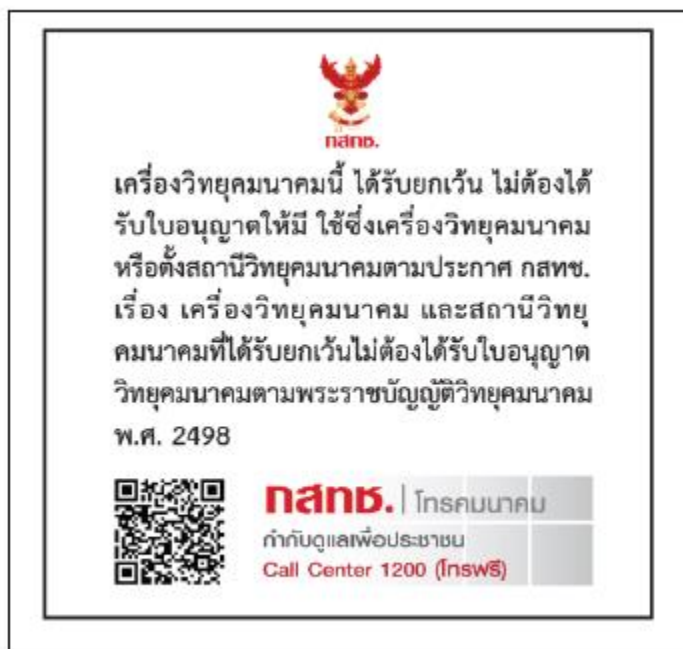 กสทช.
เครื่องวิทยุคมนาคมนี้ ได้รับยกเว้น ไม่ต้องได้
รับใบอนุญาตให้มี ใช้ซึ่งเครื่องวิทยุคมนาคม
หรือตั้งสถานีวิทยุคมนาคมตามประกาศ กสทช.
เรื่อง เครื่องวิทยุคมนาคม และสถานีวิทยุ
คมนาคมที่ได้รับยกเว้นไม่ต้องได้รับใบอนุญาต
วิทยุคมนาคมตามพระราชบัญญัติวิทยุคมนาคม
พ.ศ. 2498
กสทช. | โทรคมนาคม
กำกับดูแลเพื่อประชาชน
Call Center 1200 (โทรฟรี)